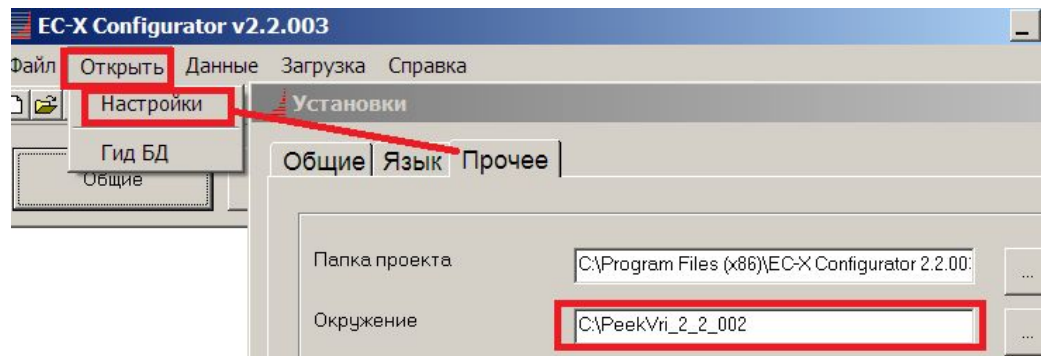 EC-X Configurator v2.2.003
Файл Открыть Данные Загрузка Справка
Настройки
Гид БД
Общие
Установки
Общие Язык Прочее
Папка проекта C:\Program Files (x86)\EC-X Configurator 2.2.00 ...
Окружение C:\PeekVri_2_2_002 ...